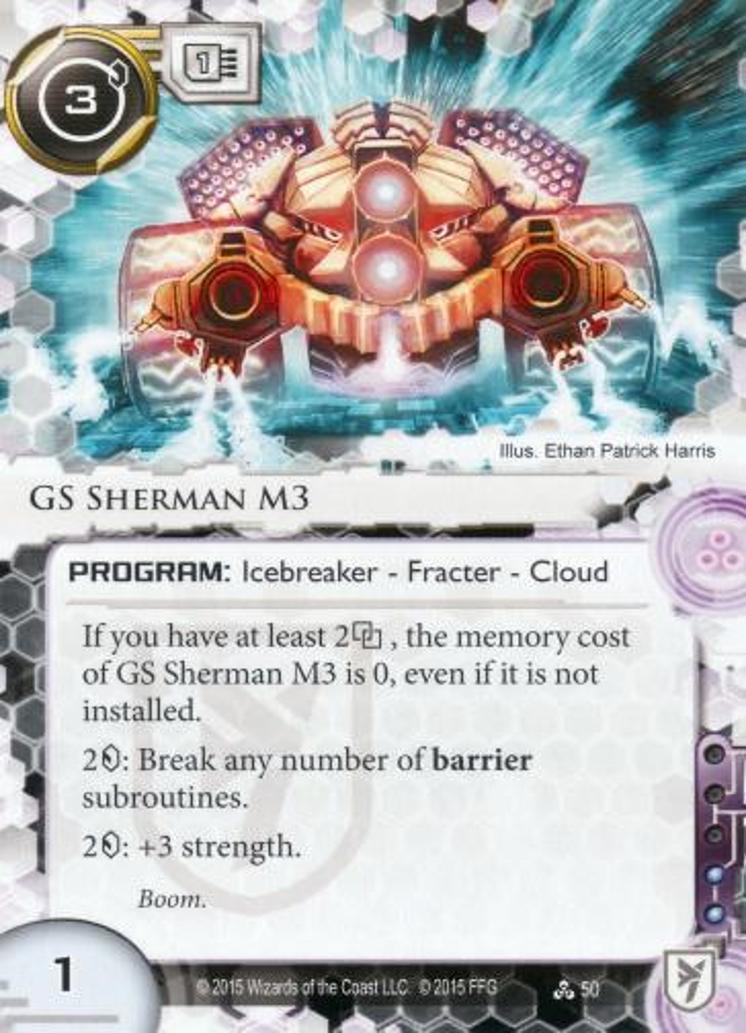 3
1
Illus. Ethan Patrick Harris
GS Sherman M3
PROGRAM: Icebreaker - Fracter - Cloud
If you have at least 2, the memory cost
of GS Sherman M3 is 0, even if it is not
installed.
2: Break any number of barrier
subroutines.
2: +3 strength.
Boom.
1
© 2015 Wizards of the Coast LLC. © 2015 FFG
50